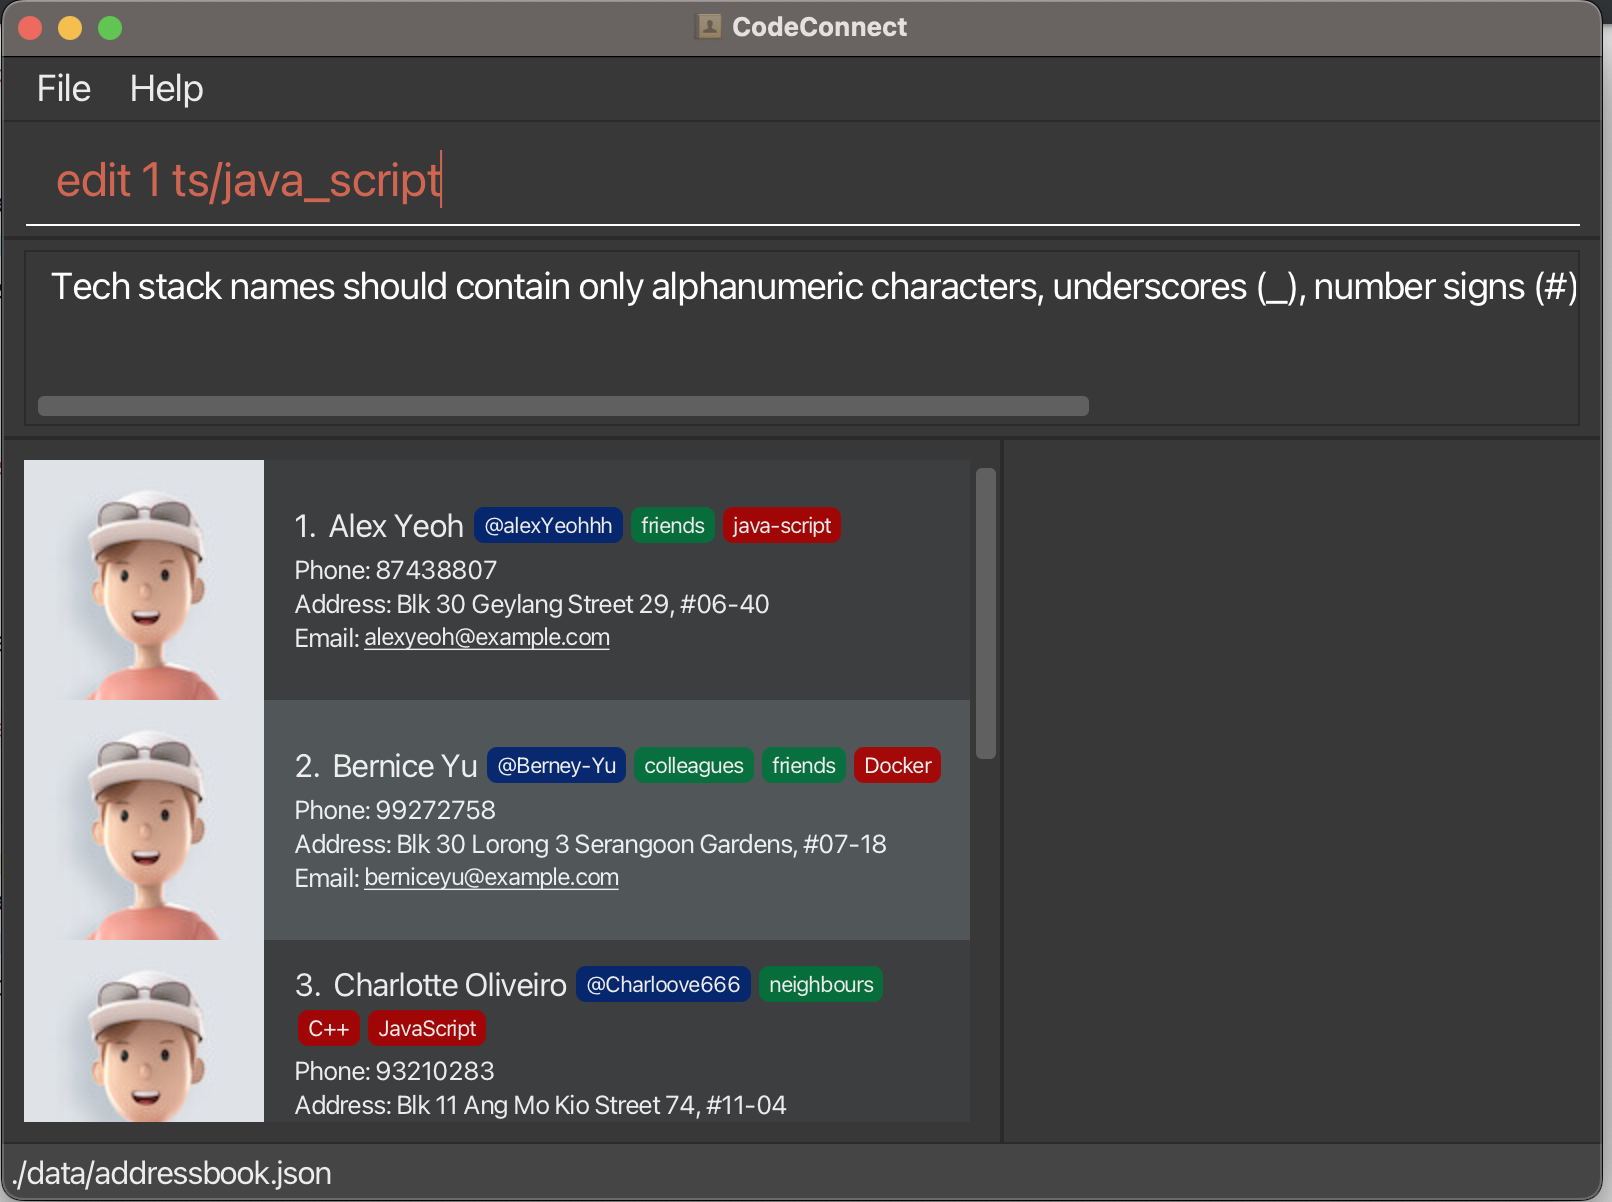 CodeConnect
File Help
edit 1 ts/java_script
Tech stack names should contain only alphanumeric characters, underscores (_), number signs (#)
1. Alex Yeoh @alexYeohhh friends java-script
Phone: 87438807
Address: Blk 30 Geylang Street 29, #06-40
Email: alexyeoh@example.com
2. Bernice Yu @Berney-Yu colleagues friends Docker
Phone: 99272758
Address: Blk 30 Lorong 3 Serangoon Gardens, #07-18
Email: berniceyu@example.com
3. Charlotte Oliveiro @Charloove666 neighbours
C++ JavaScript
Phone: 93210283
Address: Blk 11 Ang Mo Kio Street 74, #11-04
./data/addressbook.json